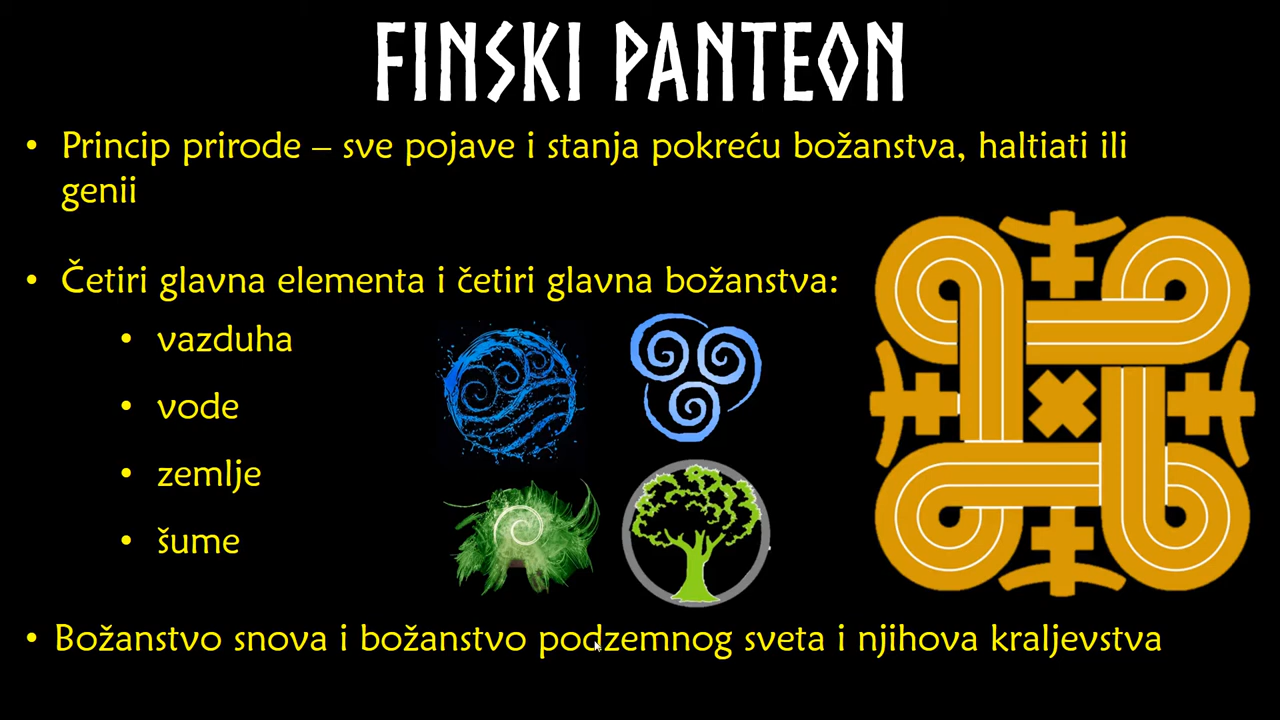 FINSKI PANTEON
• Princip prirode – sve pojave i stanja pokreću božanstva, haltiati ili
genii
• Četiri glavna elementa i četiri glavna božanstva:
• vazduha
• vode
• zemlje
• šume
• Božanstvo snova i božanstvo podzemnog sveta i njihova kraljevstva